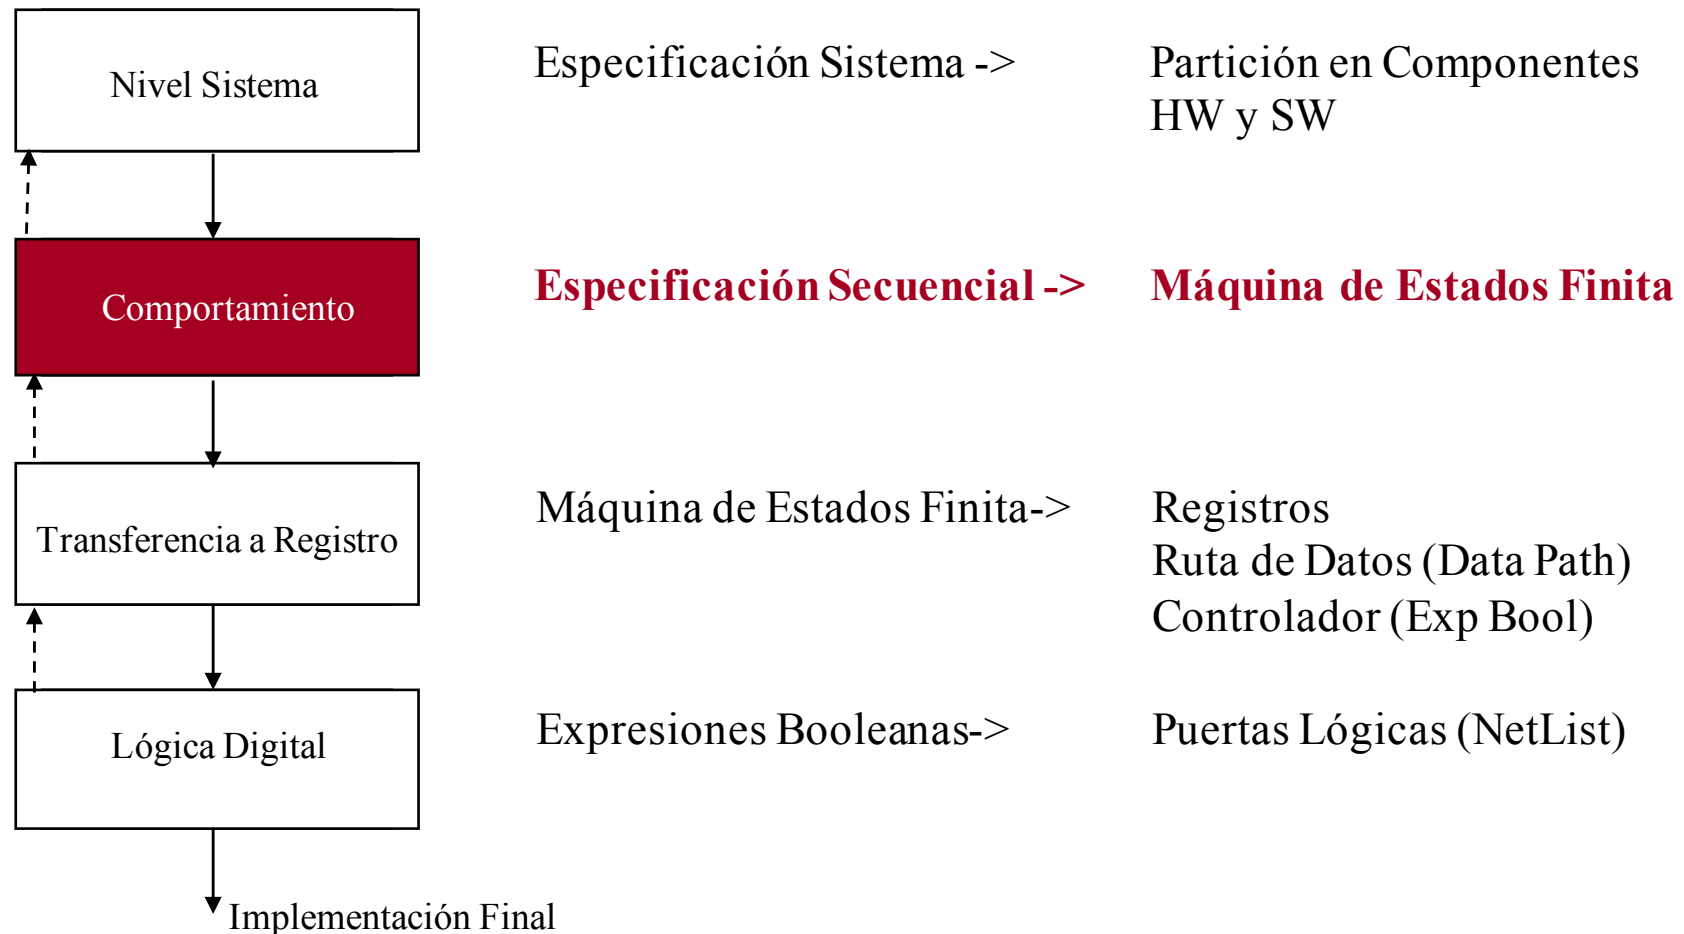 Nivel Sistema
Especificación Sistema ->
Partición en Componentes
HW y SW
Comportamiento
Especificación Secuencial ->
Máquina de Estados Finita
Transferencia a Registro
Máquina de Estados Finita->
Registros
Ruta de Datos (Data Path)
Controlador (Exp Bool)
Lógica Digital
Expresiones Booleanas->
Puertas Lógicas (NetList)
Implementación Final